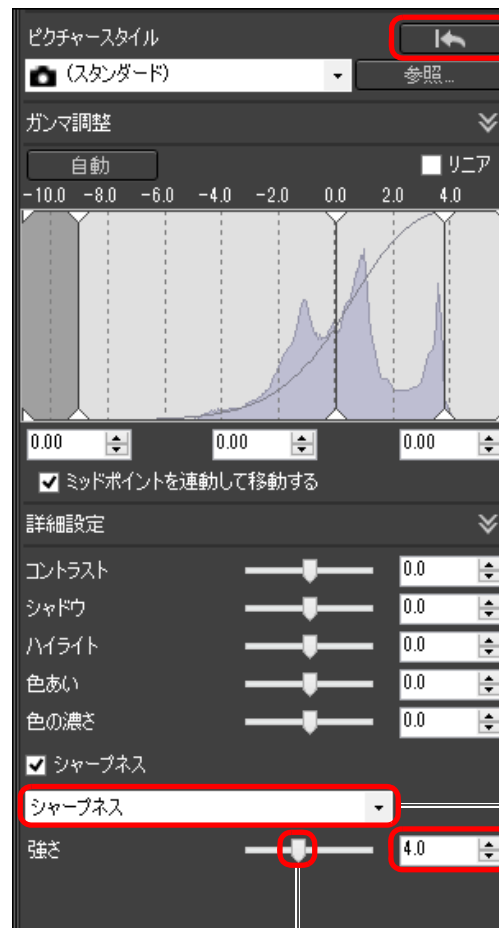 ピクチャースタイル
(スタンダード)
参照...
ガンマ調整
自動
リニア
-10.0 -8.0 -6.0 -4.0 -2.0 0.0 2.0 4.0
0.00 0.00 0.00
ミッドポイントを連動して移動する
詳細設定
コントラスト 0.0
シャドウ 0.0
ハイライト 0.0
色あい 0.0
色の濃さ 0.0
シャープネス
シャープネス
強さ 4.0